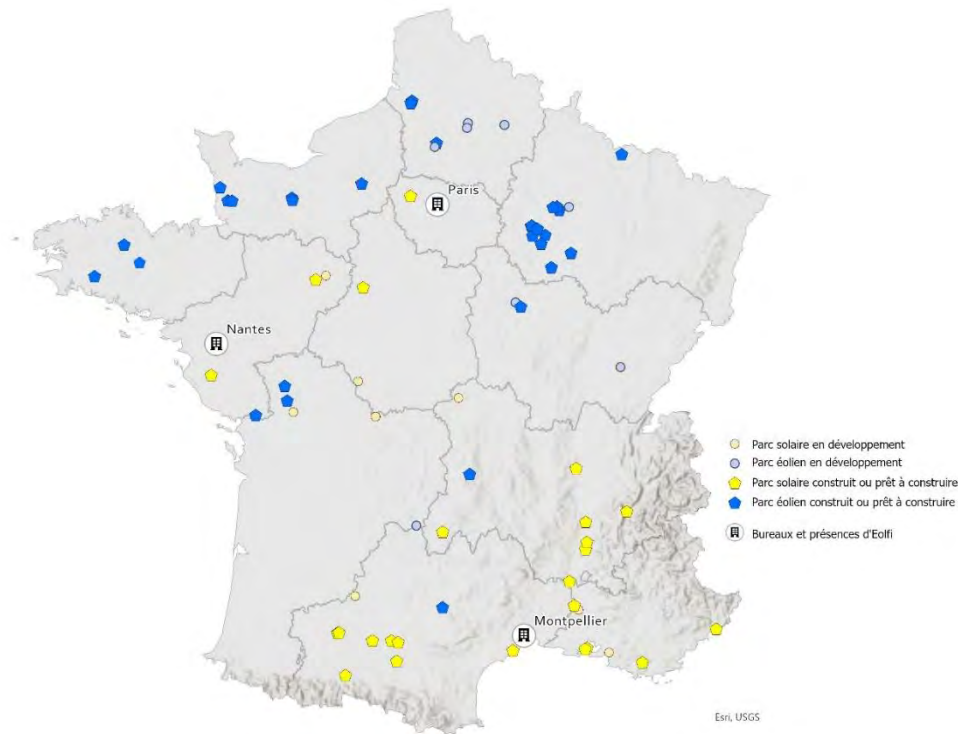 Paris
Nantes
Montpellier
Parc solaire en développement
Parc éolien en développement
Parc solaire construit ou prêt à construire
Parc éolien construit ou prêt à construire
Bureaux et présences d'Eolfi
Esri, USGS